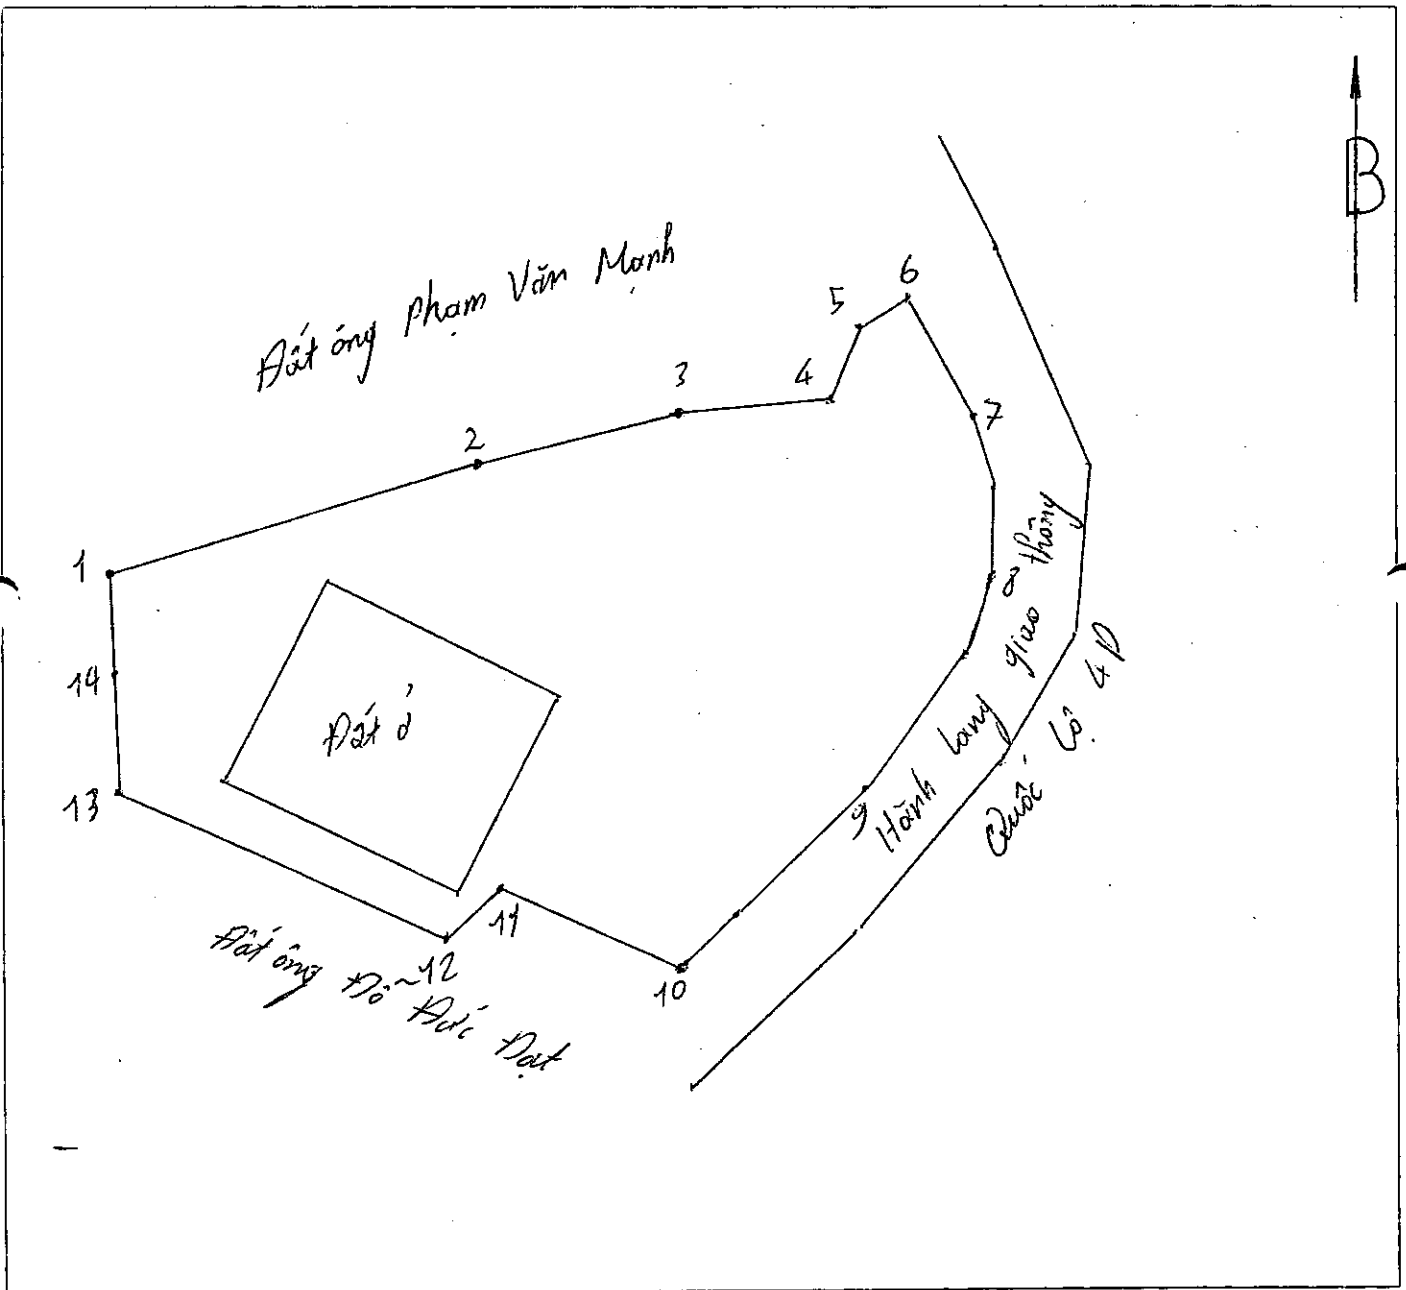 B
Đất ông Phạm Văn Mạnh
6
5
3
4
7
2
1
8
14
Đất ở
13
9
Hành lang giao thông
Quốc Lộ 4D
11
12
10
Đất ông Đỗ Đức Đạt